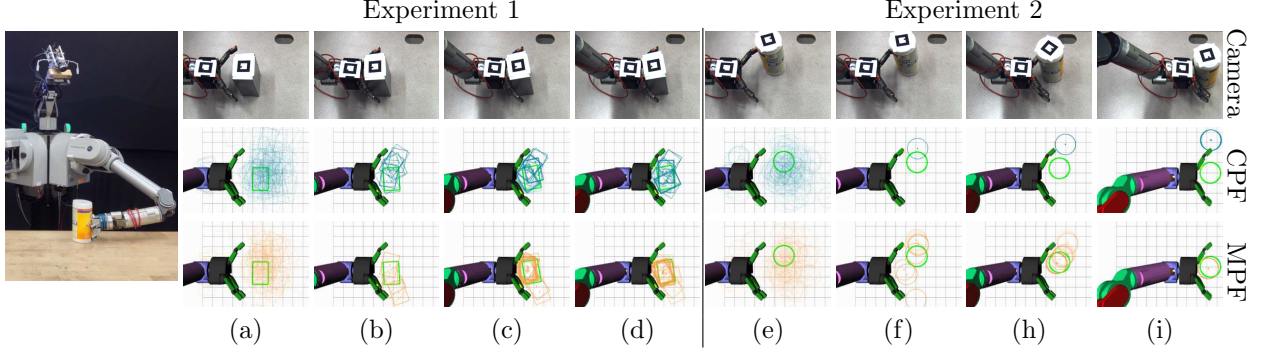 Experiment 1
Experiment 2
Camera
CPF
MPF
(a)
(b)
(c)
(d)
(e)
(f)
(h)
(i)